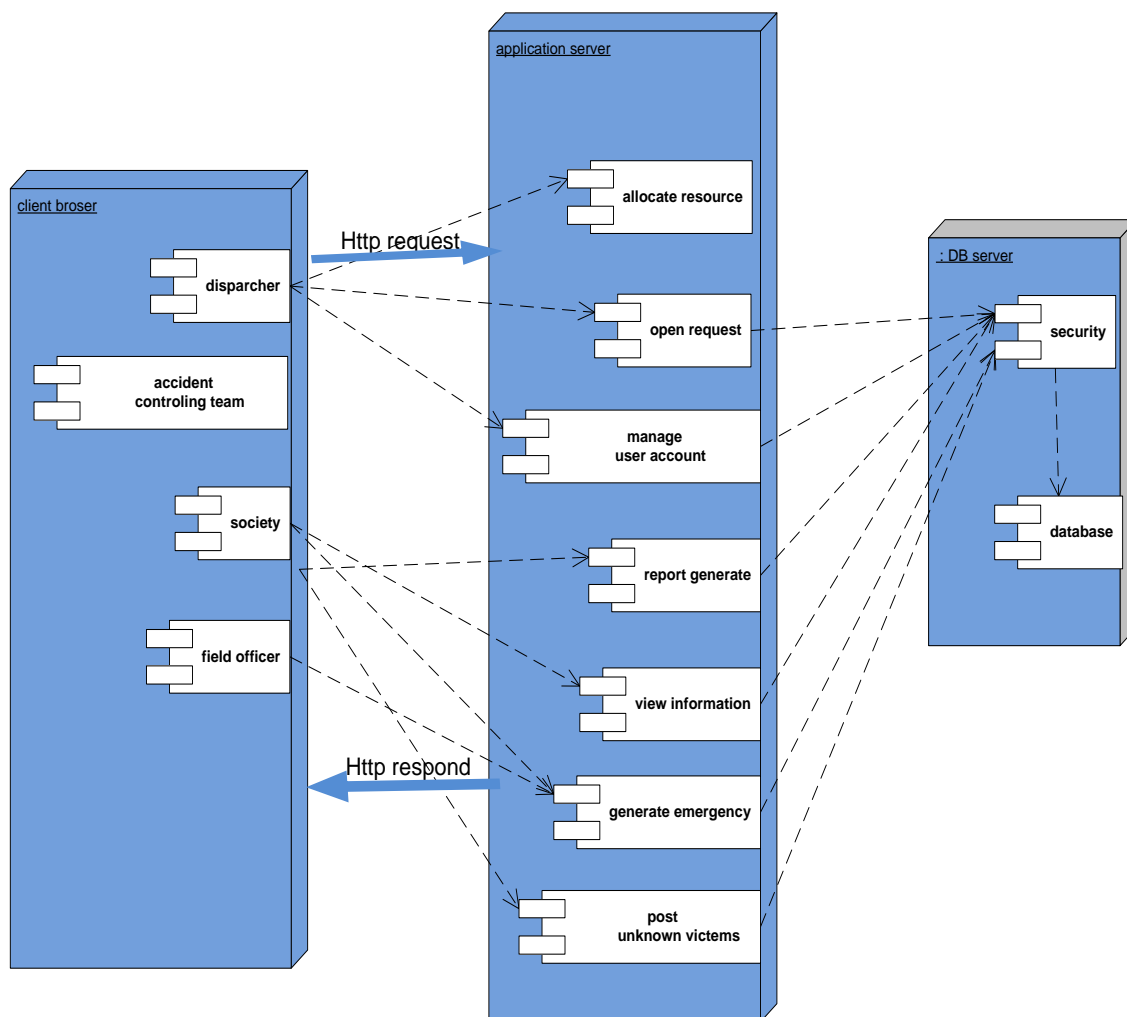 client broser
disparcher
accident
controling team
society
field officer
Http request
Http respond
application server
allocate resource
open request
manage
user account
report generate
view information
generate emergency
post
unknown victems
: DB server
security
database